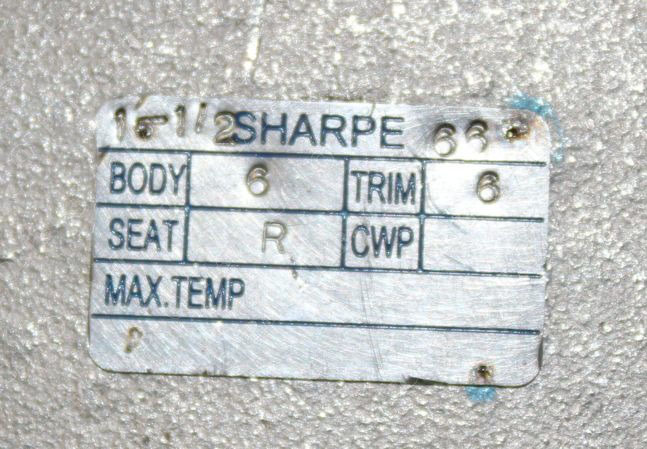 1-1/2 SHARPE 66
BODY 6 TRIM 6
SEAT R CWP
MAX.TEMP